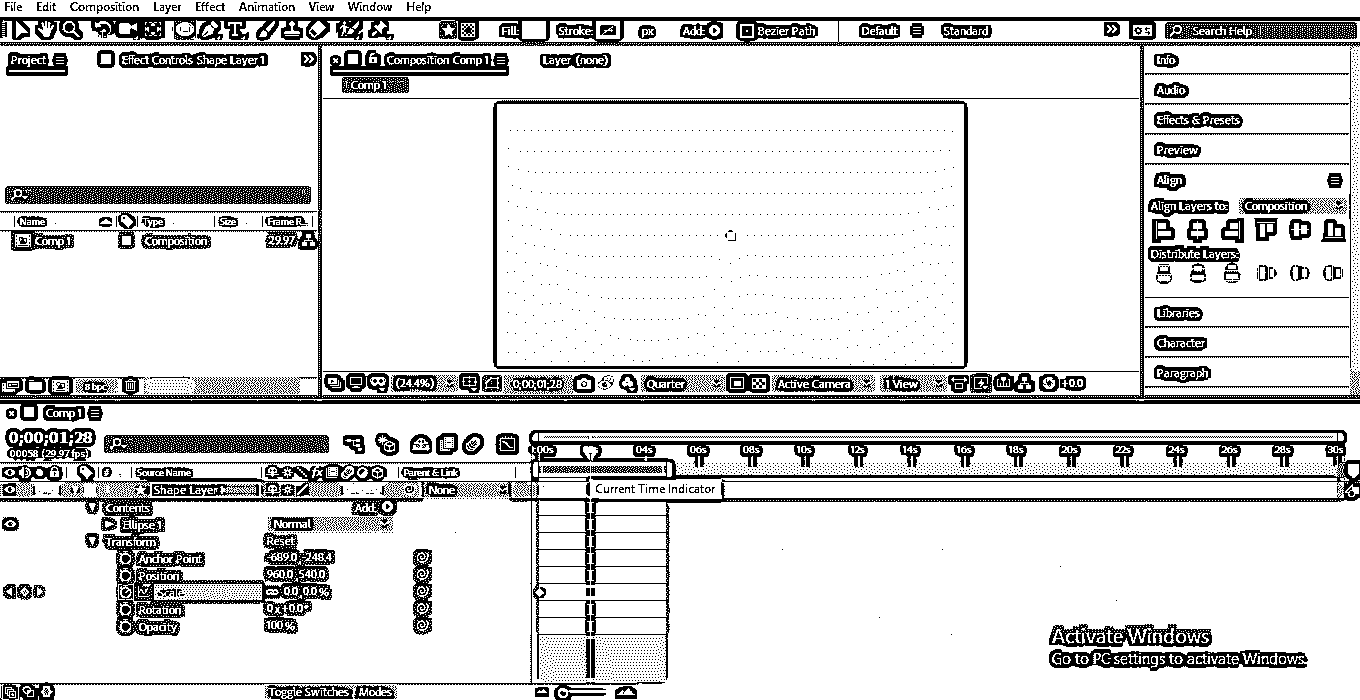 File Edit Composition Layer Effect Animation View Window Help
Fill: Stroke: px Add: Bezier Path Default Standard Search Help
Project Effect Controls Shape Layer 1
Composition Comp 1 Layer (none)
Comp 1
Info
Audio
Effects & Presets
Preview
Align
Align Layers to: Composition
Distribute Layers:
Libraries
Character
Paragraph
Name Type Size Frame R..
Comp 1 Composition 29.97
8 bpc
(24.4%) 0;00;01;28 Quarter Active Camera 1 View +0.0
Comp 1
0;00;01;28
00058 (29.97 fps)
:00s 04s 06s 08s 10s 12s 14s 16s 18s 20s 22s 24s 26s 28s 30s
# Source Name Parent & Link
Shape Layer 1 None
Current Time Indicator
Contents Add:
Ellipse 1 Normal
Transform Reset
Anchor Point -689.0, -248.4
Position 960.0, 540.0
Scale 0.0, 0.0%
Rotation 0 x +0.0°
Opacity 100%
Toggle Switches / Modes
Activate Windows
Go to PC settings to activate Windows.